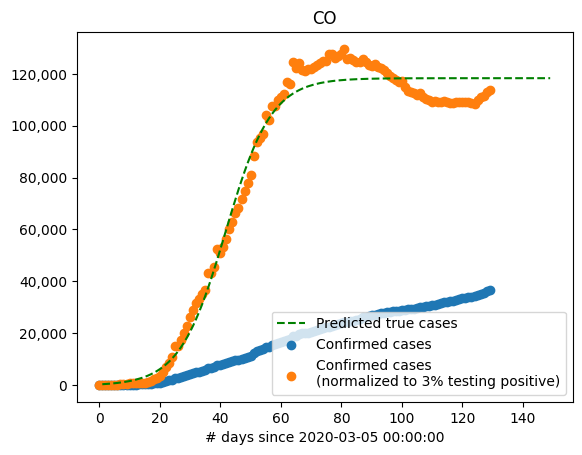 CO
120,000
100,000
80,000
60,000
40,000
20,000
0
0 20 40 60 80 100 120 140
# days since 2020-03-05 00:00:00
Predicted true cases
Confirmed cases
Confirmed cases
(normalized to 3% testing positive)